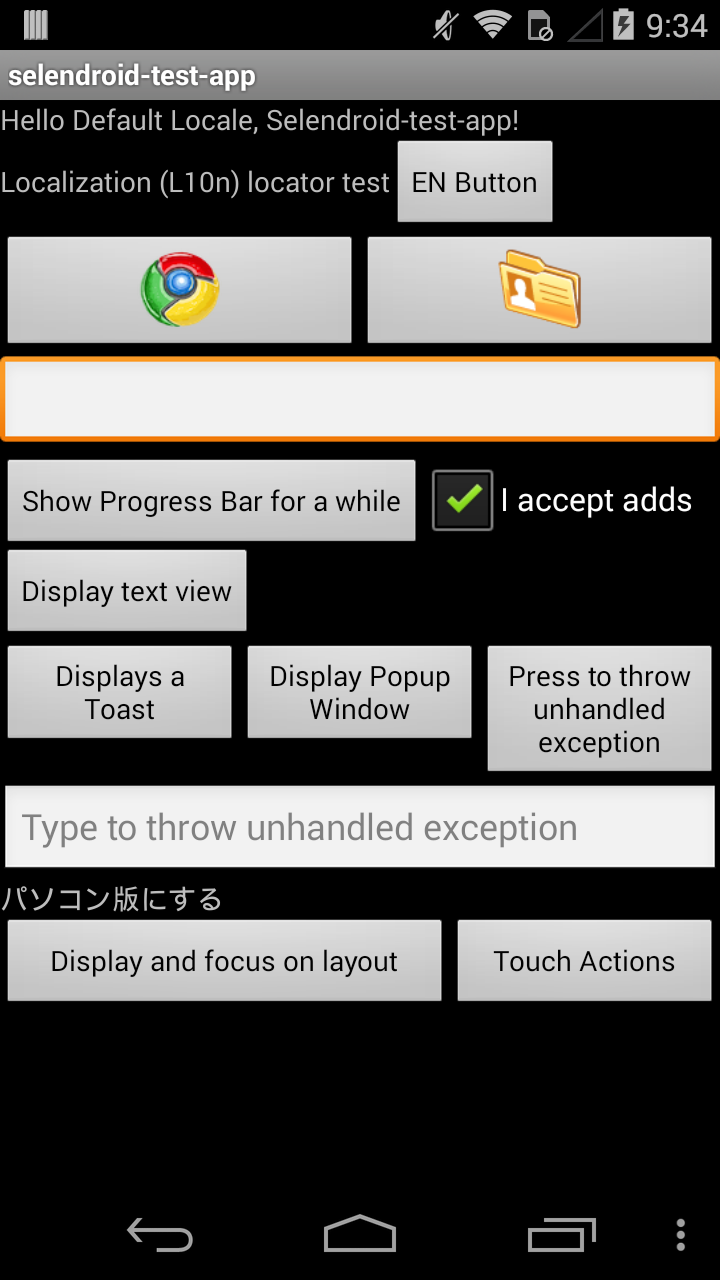 9:34
selendroid-test-app
Hello Default Locale, Selendroid-test-app!
Localization (L10n) locator test
EN Button
Show Progress Bar for a while
I accept adds
Display text view
Displays a
Toast
Display Popup
Window
Press to throw
unhandled
exception
Type to throw unhandled exception
パソコン版にする
Display and focus on layout
Touch Actions